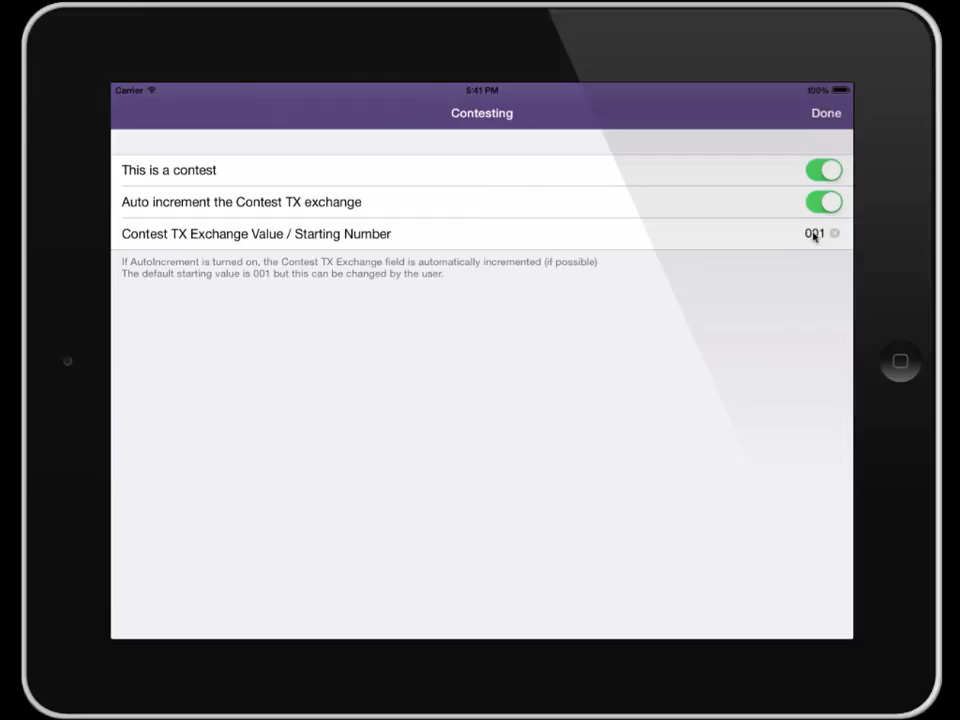 Carrier 5:41 PM 100%
Contesting Done
This is a contest
Auto increment the Contest TX exchange
Contest TX Exchange Value / Starting Number 001
If AutoIncrement is turned on, the Contest TX Exchange field is automatically incremented (if possible)
The default starting value is 001 but this can be changed by the user.